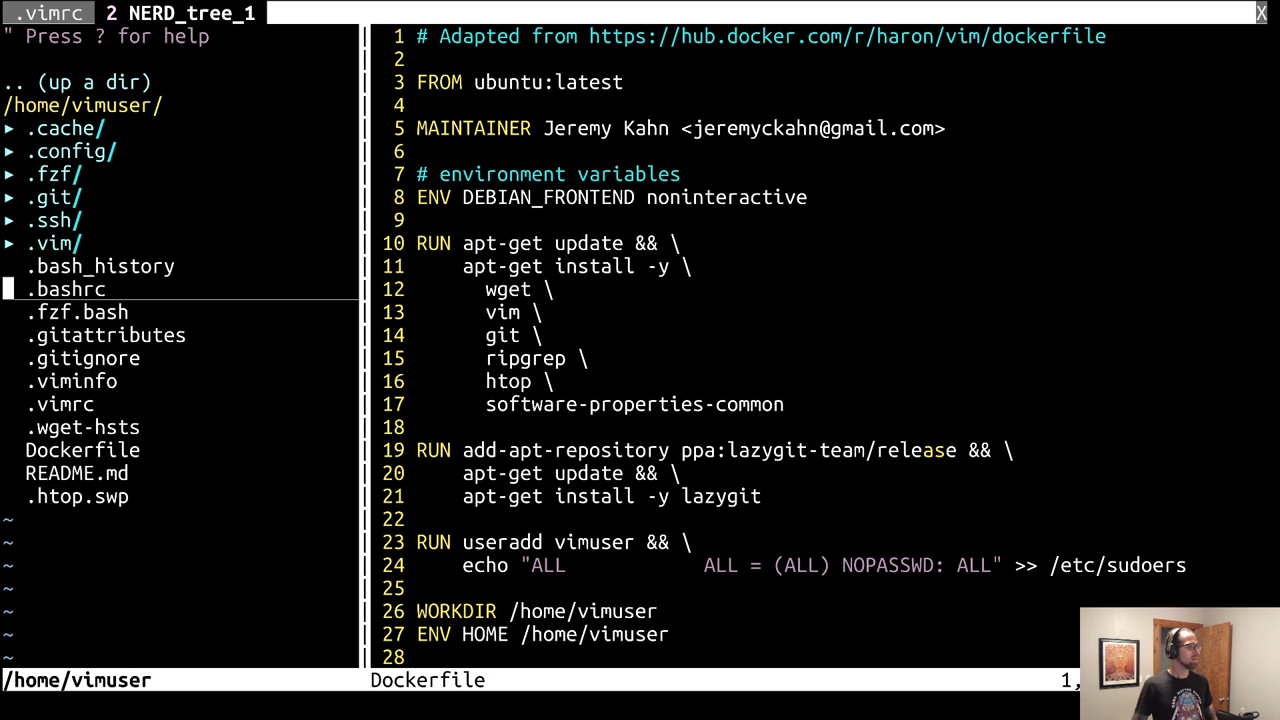 .vimrc 2 NERD_tree_1 X
" Press ? for help
.. (up a dir)
/home/vimuser/
▸ .cache/
▸ .config/
▸ .fzf/
▸ .git/
▸ .ssh/
▸ .vim/
.bash_history
.bashrc
.fzf.bash
.gitattributes
.gitignore
.viminfo
.vimrc
.wget-hsts
Dockerfile
README.md
.htop.swp
~
~
~
~
~
~
~
/home/vimuser
1 # Adapted from https://hub.docker.com/r/haron/vim/dockerfile
2
3 FROM ubuntu:latest
4
5 MAINTAINER Jeremy Kahn <jeremyckahn@gmail.com>
6
7 # environment variables
8 ENV DEBIAN_FRONTEND noninteractive
9
10 RUN apt-get update && \
11 apt-get install -y \
12 wget \
13 vim \
14 git \
15 ripgrep \
16 htop \
17 software-properties-common
18
19 RUN add-apt-repository ppa:lazygit-team/release && \
20 apt-get update && \
21 apt-get install -y lazygit
22
23 RUN useradd vimuser && \
24 echo "ALL            ALL = (ALL) NOPASSWD: ALL" >> /etc/sudoers
25
26 WORKDIR /home/vimuser
27 ENV HOME /home/vimuser
28
Dockerfile 1,